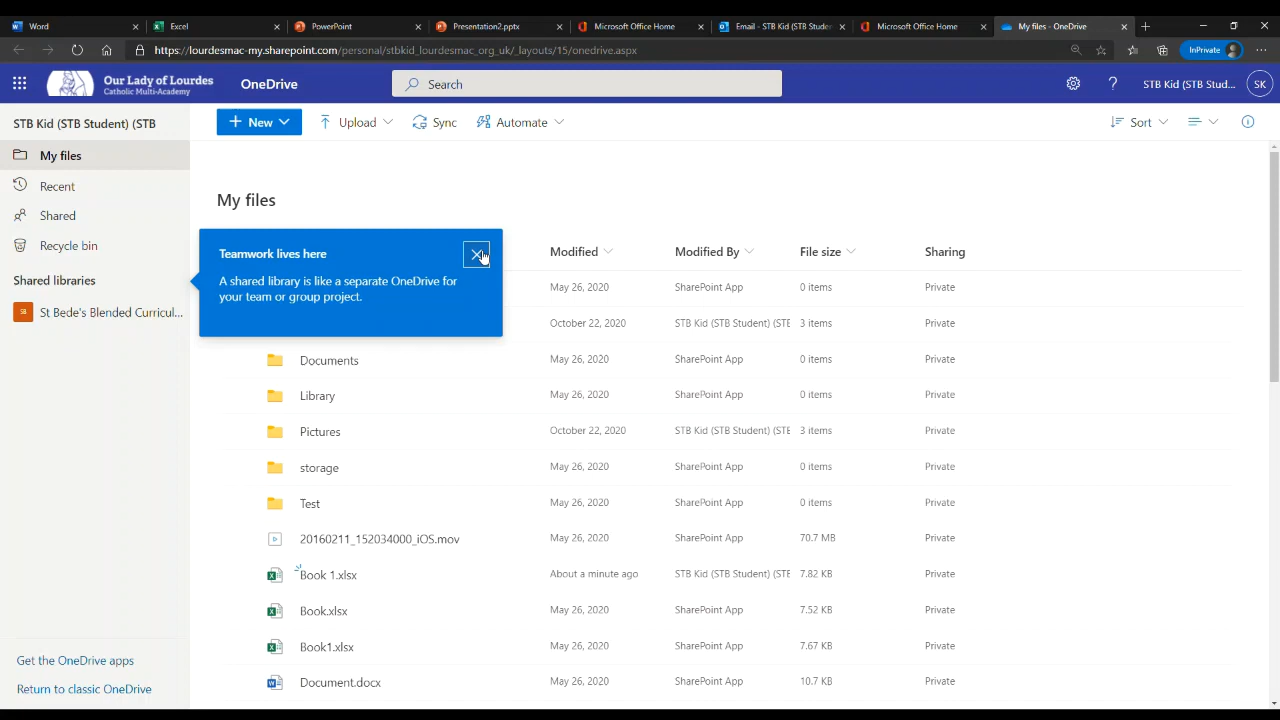 Word
Excel
PowerPoint
Presentation2.pptx
Microsoft Office Home
Email - STB Kid (STB Studen
Microsoft Office Home
My files - OneDrive
https://lourdesmac-my.sharepoint.com/personal/stbkid_lourdesmac_org_uk/_layouts/15/onedrive.aspx
InPrivate
Our Lady of Lourdes
Catholic Multi-Academy
OneDrive
Search
STB Kid (STB Stud...
SK
STB Kid (STB Student) (STB
New
Upload
Sync
Automate
Sort
My files
Recent
Shared
Recycle bin
Shared libraries
SB St Bede's Blended Curricul...
Get the OneDrive apps
Return to classic OneDrive
My files
Teamwork lives here
A shared library is like a separate OneDrive for
your team or group project.
Modified Modified By File size Sharing
May 26, 2020 SharePoint App 0 items Private
October 22, 2020 STB Kid (STB Student) (STB 3 items Private
Documents May 26, 2020 SharePoint App 0 items Private
Library May 26, 2020 SharePoint App 0 items Private
Pictures October 22, 2020 STB Kid (STB Student) (STB 3 items Private
storage May 26, 2020 SharePoint App 0 items Private
Test May 26, 2020 SharePoint App 0 items Private
20160211_152034000_iOS.mov May 26, 2020 SharePoint App 70.7 MB Private
Book 1.xlsx About a minute ago STB Kid (STB Student) (STB 7.82 KB Private
Book.xlsx May 26, 2020 SharePoint App 7.52 KB Private
Book1.xlsx May 26, 2020 SharePoint App 7.67 KB Private
Document.docx May 26, 2020 SharePoint App 10.7 KB Private